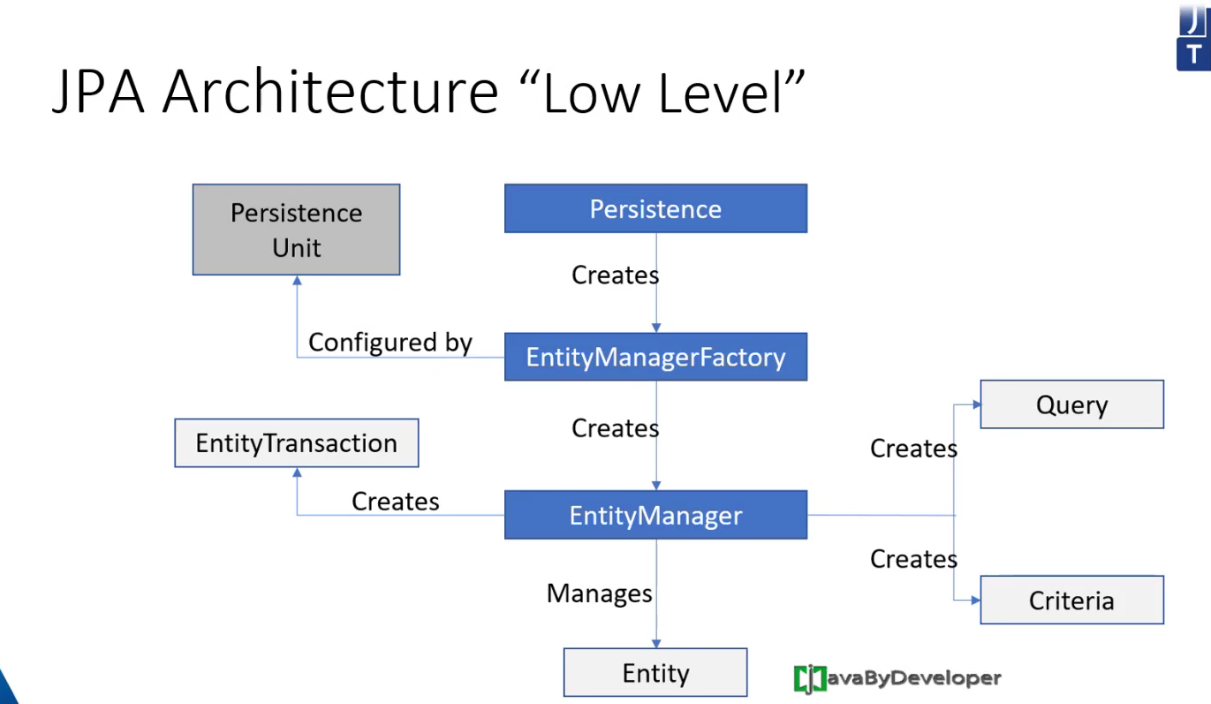 J
T
JPA Architecture “Low Level”
Persistence
Unit
Persistence
Creates
Configured by
EntityManagerFactory
Creates
Query
EntityTransaction
Creates
Creates
EntityManager
Creates
Manages
Criteria
Entity
JavaByDeveloper